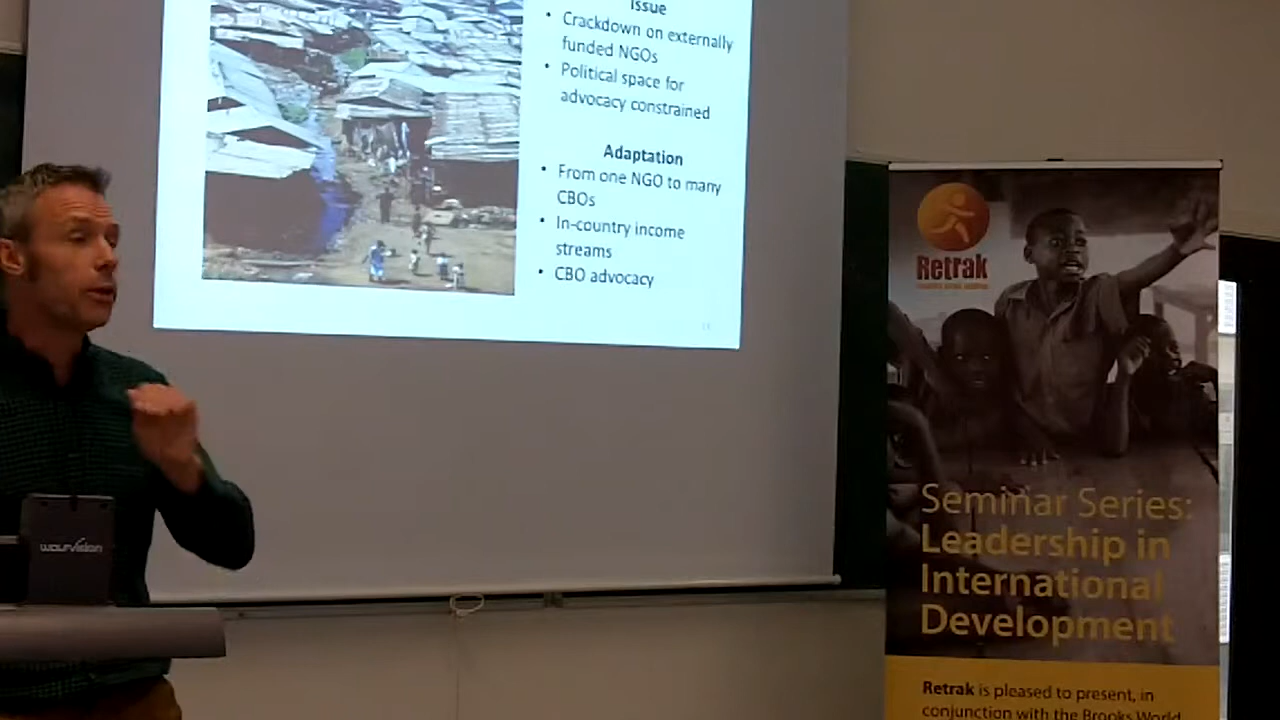 Issue
• Crackdown on externally
funded NGOs
• Political space for
advocacy constrained
Adaptation
• From one NGO to many
CBOs
• In-country income
streams
• CBO advocacy
wolfvision
Retrak
Seminar Series:
Leadership in
International
Development
Retrak is pleased to present, in
conjunction with the Brooks World